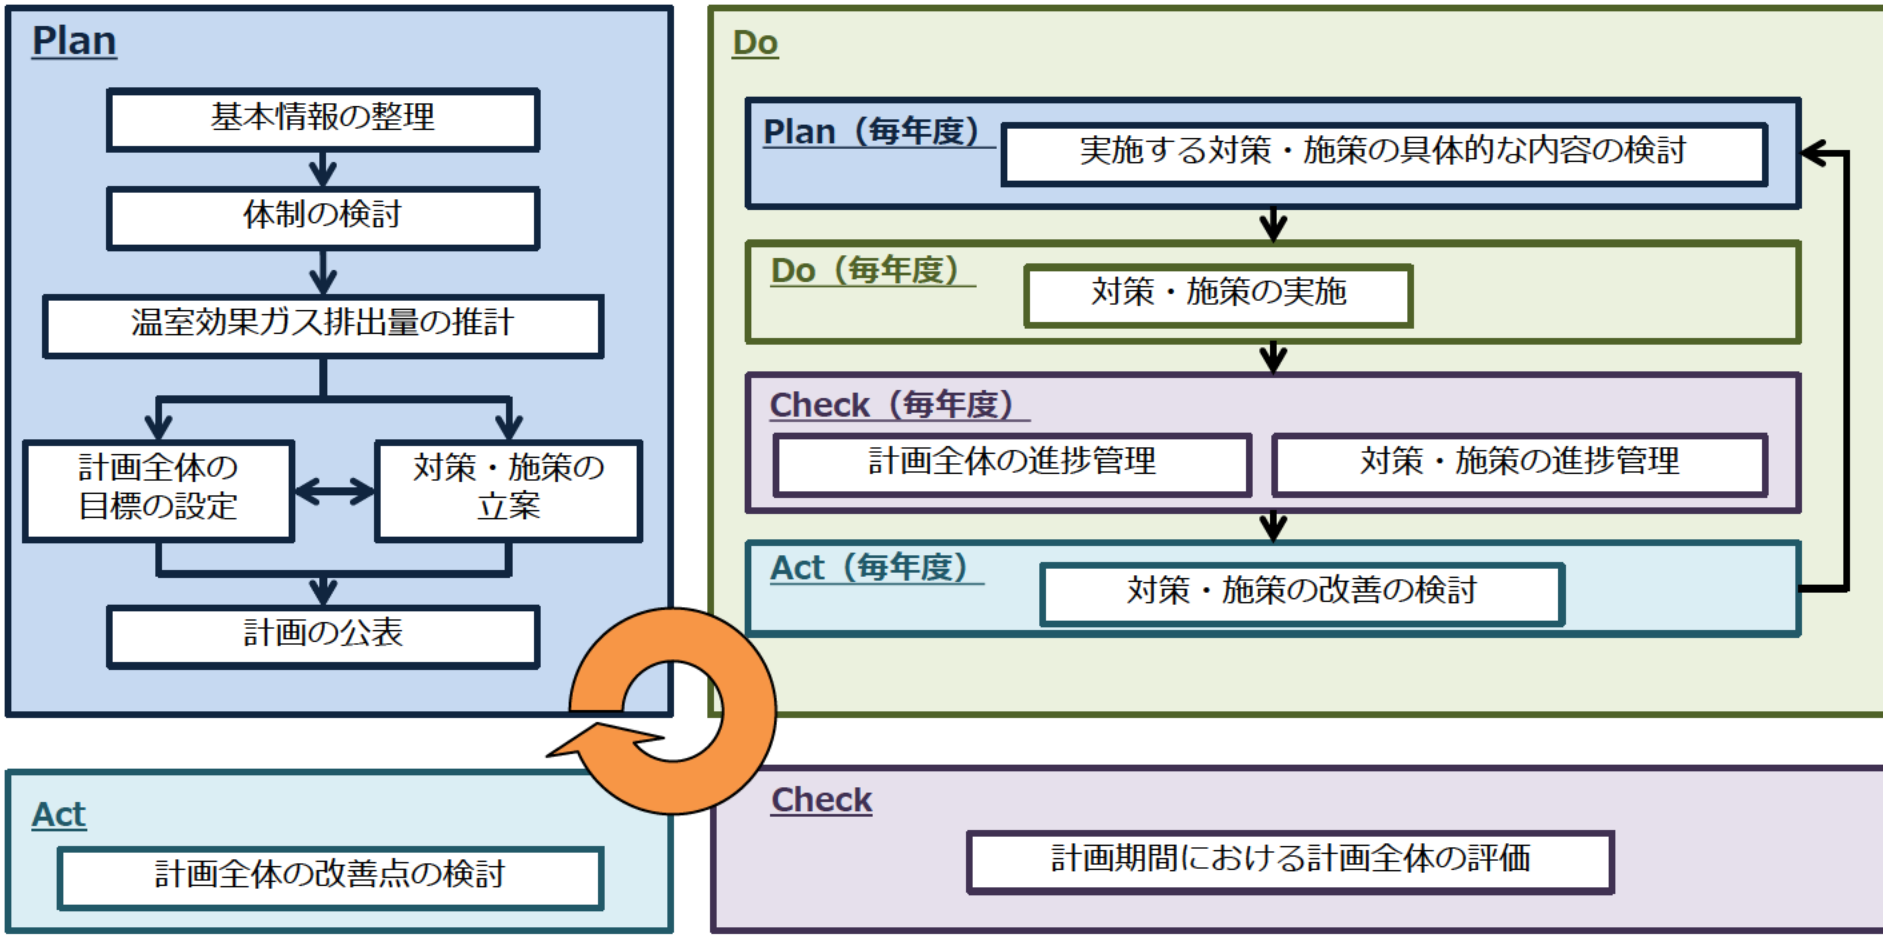 Plan
基本情報の整理
体制の検討
温室効果ガス排出量の推計
計画全体の
目標の設定
対策・施策の
立案
計画の公表
Do
Plan（毎年度）
実施する対策・施策の具体的な内容の検討
Do（毎年度）
対策・施策の実施
Check（毎年度）
計画全体の進捗管理
対策・施策の進捗管理
Act（毎年度）
対策・施策の改善の検討
Act
計画全体の改善点の検討
Check
計画期間における計画全体の評価